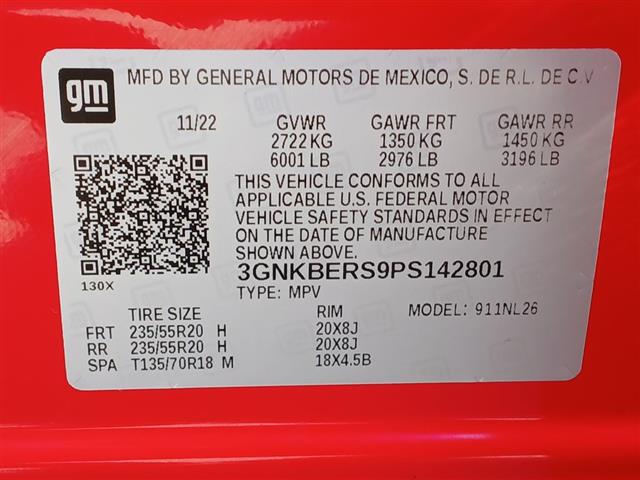 gm
MFD BY GENERAL MOTORS DE MEXICO, S. DE R.L. DE C.V
11/22 GVWR GAWR FRT GAWR RR
2722 KG 1350 KG 1450 KG
6001 LB 2976 LB 3196 LB
THIS VEHICLE CONFORMS TO ALL
APPLICABLE U.S. FEDERAL MOTOR
VEHICLE SAFETY STANDARDS IN EFFECT
ON THE DATE OF MANUFACTURE
SHOWN ABOVE.
3GNKBERS9PS142801
130X
TYPE: MPV
TIRE SIZE RIM MODEL: 911NL26
FRT 235/55R20 H 20X8J
RR 235/55R20 H 20X8J
SPA T135/70R18 M 18X4.5B